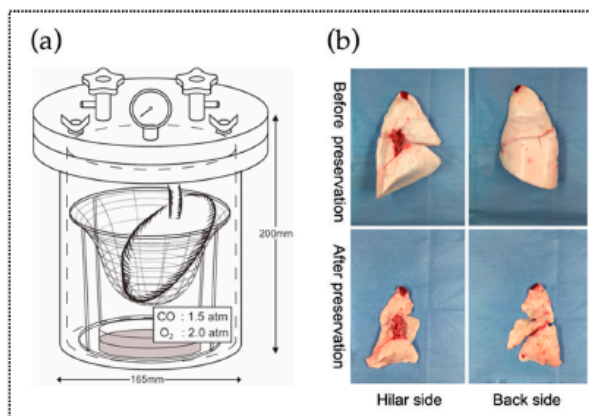 (a)
200mm
CO : 1.5 atm
O₂ : 2.0 atm
165mm
(b)
Before preservation
After preservation
Hilar side
Back side